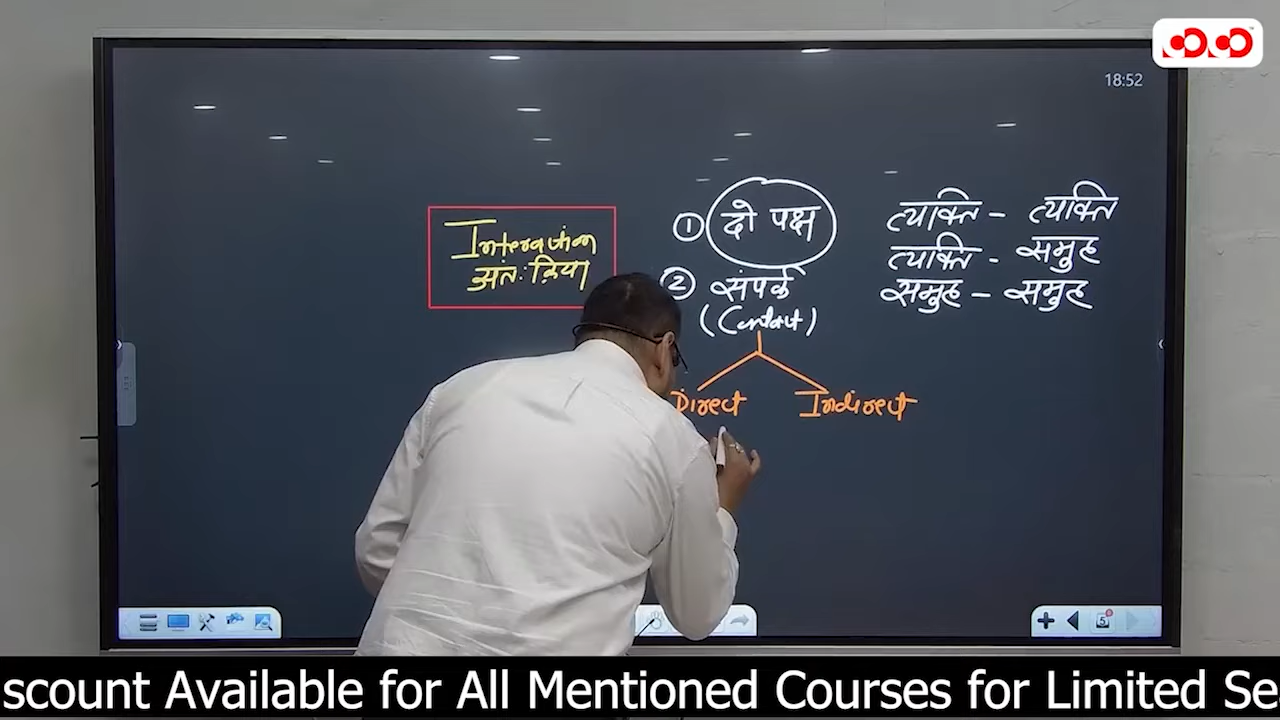 18:52
Interaction
अंतःक्रिया
① दो पक्ष
② संपर्क
(Contact)
Direct Indirect
व्यक्ति - व्यक्ति
व्यक्ति - समुह
समुह - समुह
scount Available for All Mentioned Courses for Limited Se